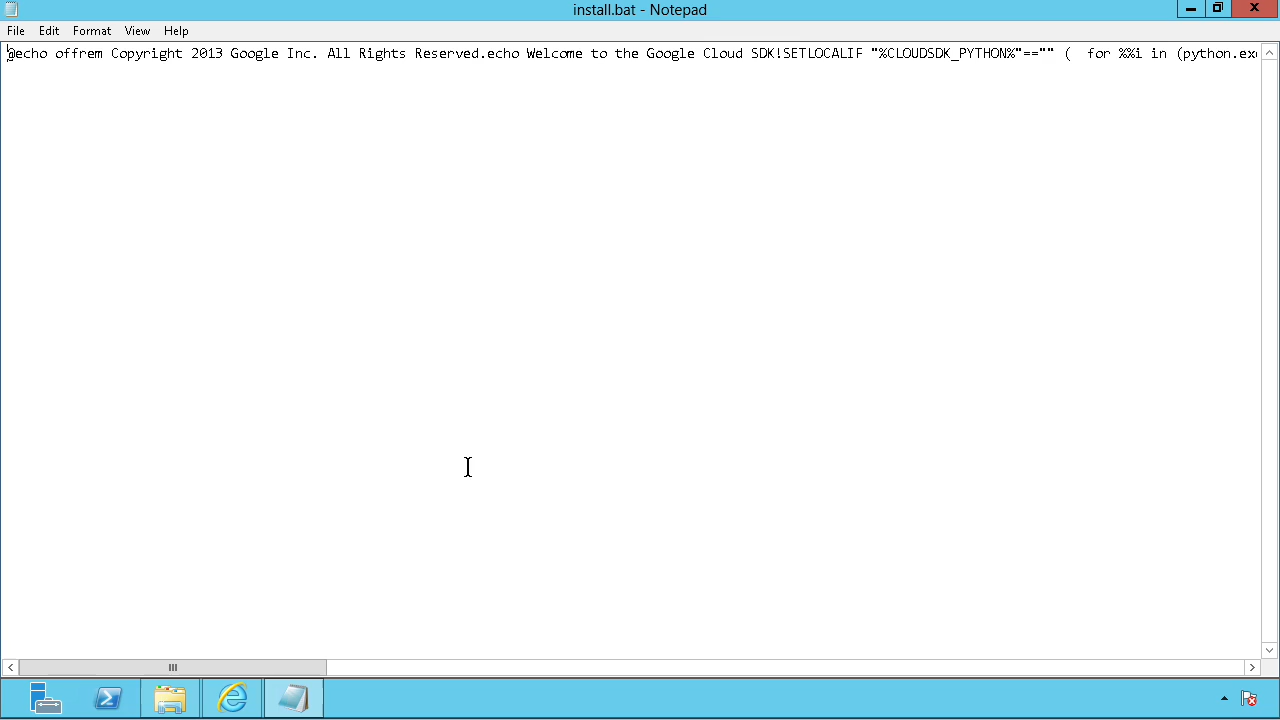 install.bat - Notepad
File Edit Format View Help
@echo offrem Copyright 2013 Google Inc. All Rights Reserved.echo Welcome to the Google Cloud SDK!SETLOCALIF "%CLOUDSDK_PYTHON%"=="" (  for %%i in (python.ex